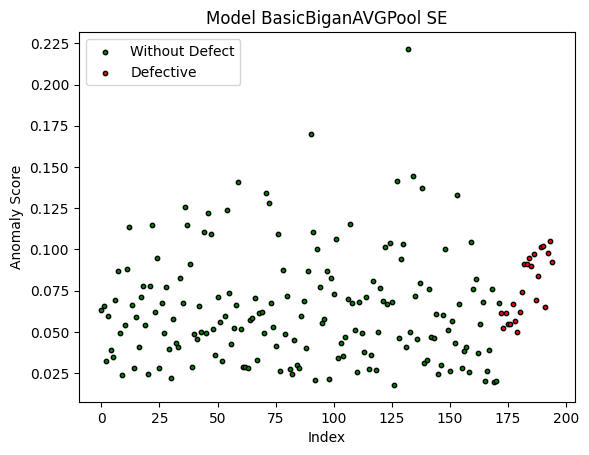 Model BasicBiganAVGPool SE
Without Defect
Defective
0.225
0.200
0.175
0.150
0.125
0.100
0.075
0.050
0.025
Anomaly Score
0 25 50 75 100 125 150 175 200
Index